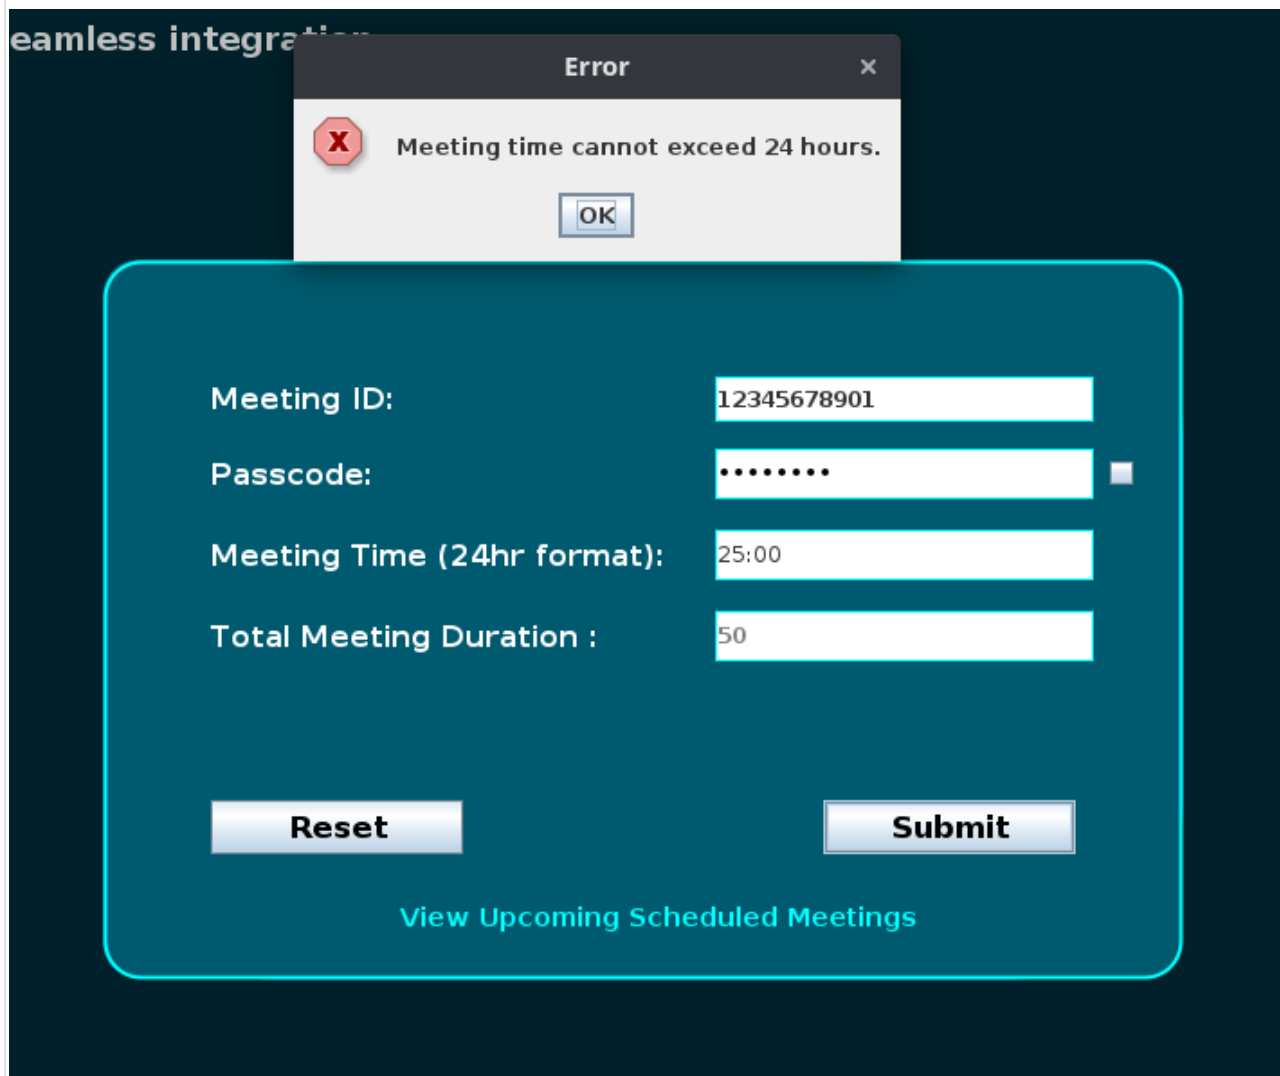 eamless integration
Error
Meeting time cannot exceed 24 hours.
OK
Meeting ID: 12345678901
Passcode: ••••••••
Meeting Time (24hr format): 25:00
Total Meeting Duration : 50
Reset Submit
View Upcoming Scheduled Meetings